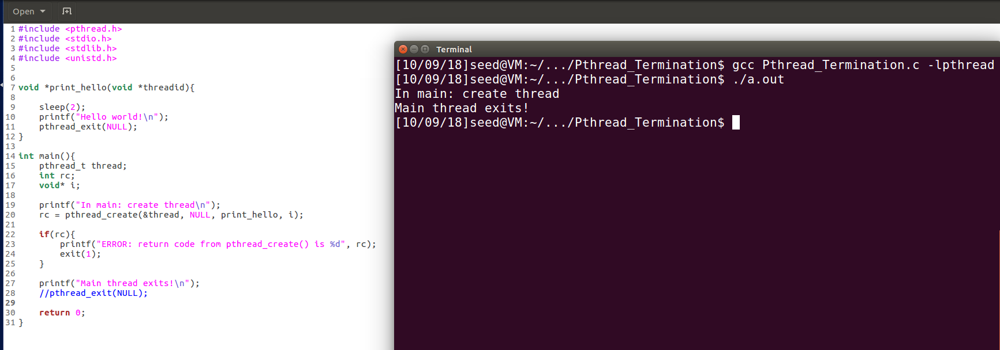 Open
1 #include <pthread.h>
2 #include <stdio.h>
3 #include <stdlib.h>
4 #include <unistd.h>
5
6
7 void *print_hello(void *threadid){
8
9     sleep(2);
10     printf("Hello world!\n");
11     pthread_exit(NULL);
12 }
13
14 int main(){
15     pthread_t thread;
16     int rc;
17     void* i;
18
19     printf("In main: create thread\n");
20     rc = pthread_create(&thread, NULL, print_hello, i);
21
22     if(rc){
23         printf("ERROR: return code from pthread_create() is %d", rc);
24         exit(1);
25     }
26
27     printf("Main thread exits!\n");
28     //pthread_exit(NULL);
29
30     return 0;
31 }
Terminal
[10/09/18]seed@VM:~/.../Pthread_Termination$ gcc Pthread_Termination.c -lpthread
[10/09/18]seed@VM:~/.../Pthread_Termination$ ./a.out
In main: create thread
Main thread exits!
[10/09/18]seed@VM:~/.../Pthread_Termination$